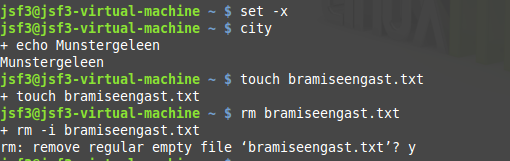 jsf3@jsf3-virtual-machine ~ $ set -x
jsf3@jsf3-virtual-machine ~ $ city
+ echo Munstergeleen
Munstergeleen
jsf3@jsf3-virtual-machine ~ $ touch bramiseengast.txt
+ touch bramiseengast.txt
jsf3@jsf3-virtual-machine ~ $ rm bramiseengast.txt
+ rm -i bramiseengast.txt
rm: remove regular empty file ‘bramiseengast.txt’? y